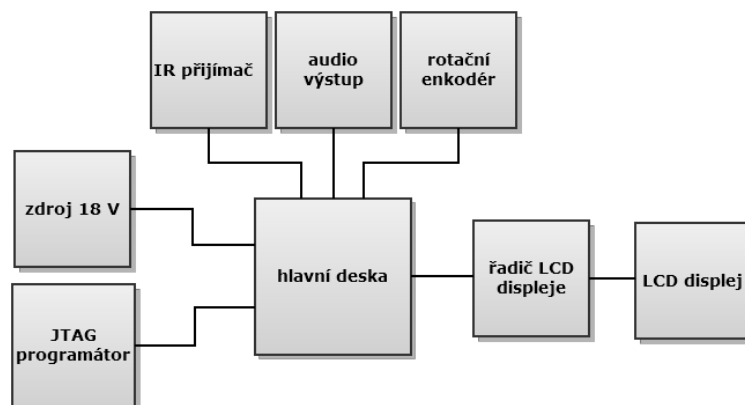 IR přijímač
audio
výstup
rotační
enkodér
zdroj 18 V
hlavní deska
řadič LCD
displeje
LCD displej
JTAG
programátor